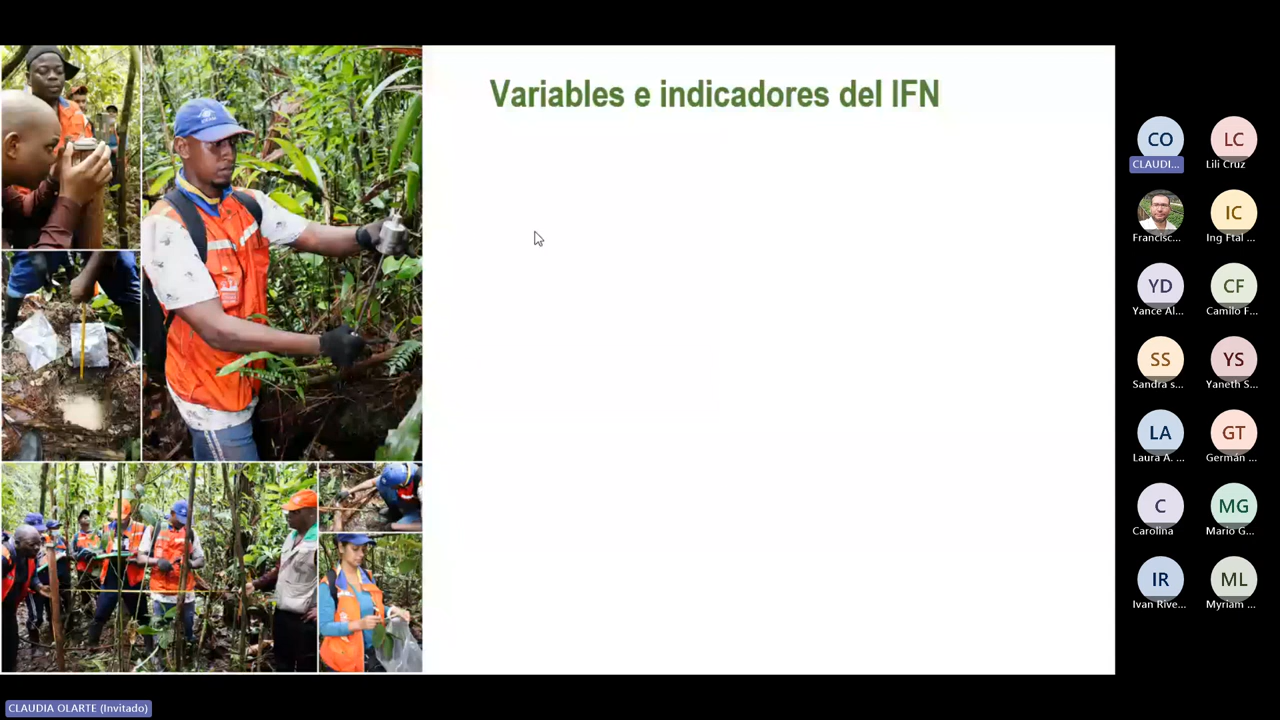 Variables e indicadores del IFN
CO
LC
CLAUDI...
Lili Cruz
IC
Francisc...
Ing Ftal ...
YD
CF
Yance Al...
Camilo F...
SS
YS
Sandra s...
Yaneth S...
LA
GT
Laura A. ...
Germán ...
C
MG
Carolina
Mario G...
IR
ML
Ivan Rive...
Myriam ...
CLAUDIA OLARTE (Invitado)